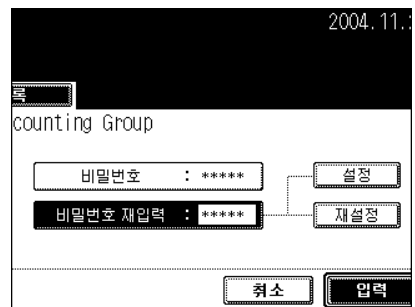 2004.11.
록
counting Group
비밀번호 : *****
설정
비밀번호 재입력 : *****
재설정
취소
입력